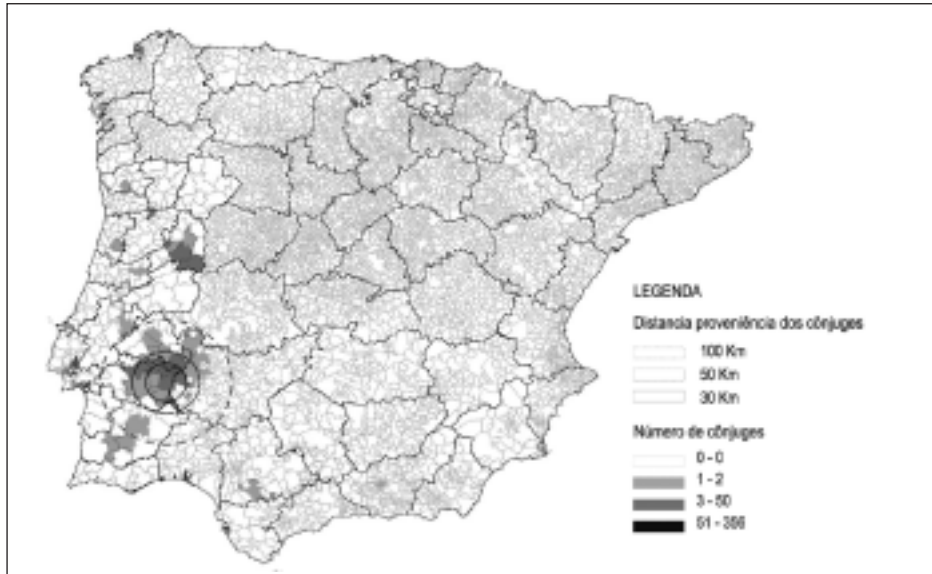 LEGENDA
Distancia proveniência dos cônjuges
100 Km
50 Km
30 Km
Número de cônjuges
0 - 0
1 - 2
3 - 50
51 - 356